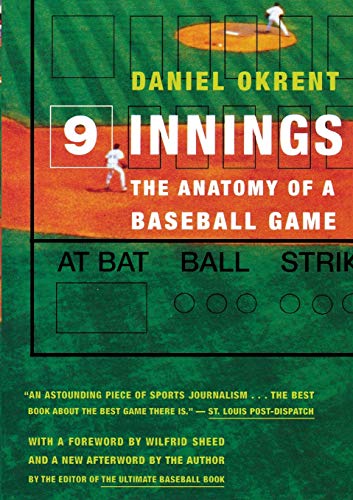 DANIEL OKRENT
9 INNINGS
THE ANATOMY OF A
BASEBALL GAME
AT BAT BALL STRIK
"AN ASTOUNDING PIECE OF SPORTS JOURNALISM . . . THE BEST
BOOK ABOUT THE BEST GAME THERE IS." — ST. LOUIS POST-DISPATCH
WITH A FOREWORD BY WILFRID SHEED
AND A NEW AFTERWORD BY THE AUTHOR
BY THE EDITOR OF THE ULTIMATE BASEBALL BOOK